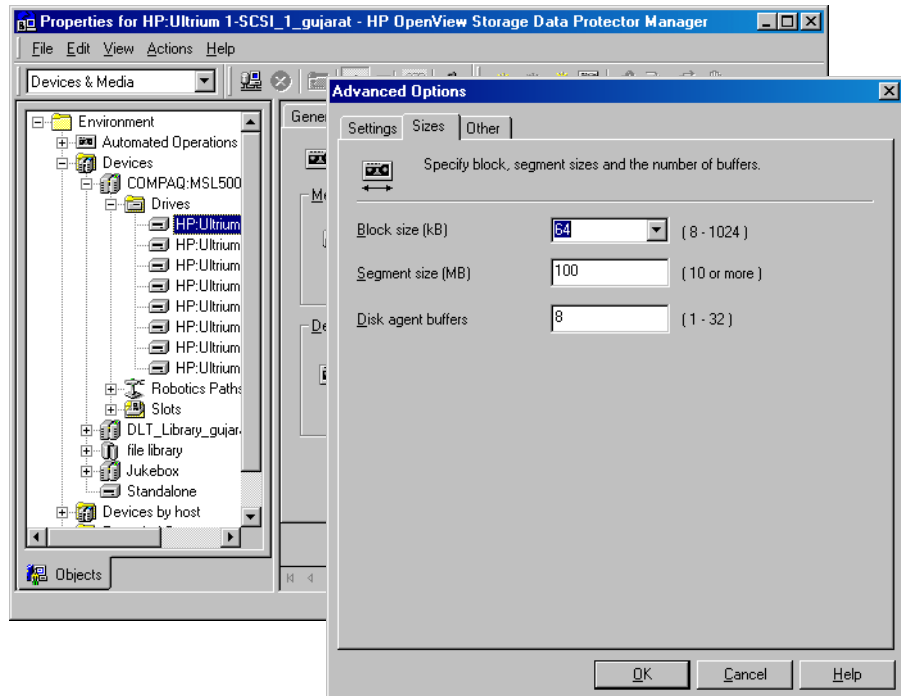 Properties for HP:Ultrium 1-SCSI_1_gujarat - HP OpenView Storage Data Protector Manager
File Edit View Actions Help
Devices & Media
Environment
Automated Operations
Devices
COMPAQ:MSL500
Drives
HP:Ultrium
HP:Ultrium
HP:Ultrium
HP:Ultrium
HP:Ultrium
HP:Ultrium
HP:Ultrium
HP:Ultrium
Robotics Paths
Slots
DLT_Library_gujar
file library
Jukebox
Standalone
Devices by host
Objects
Gener
Me
De
Advanced Options
Settings Sizes Other
Specify block, segment sizes and the number of buffers.
Block size (kB) 64 ( 8 - 1024 )
Segment size (MB) 100 ( 10 or more )
Disk agent buffers 8 ( 1 - 32 )
OK Cancel Help